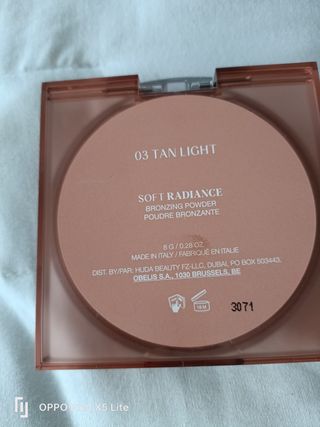 03 TAN LIGHT
SOFT RADIANCE
BRONZING POWDER
POUDRE BRONZANTE
8 G / 0.28 OZ
MADE IN ITALY / FABRIQUÉ EN ITALIE
DIST. BY/PAR: HUDA BEAUTY FZ-LLC, DUBAI, PO BOX 503443,
OBELIS S.A., 1030 BRUSSELS, BE
18 M
3071
OPPO Find X5 Lite